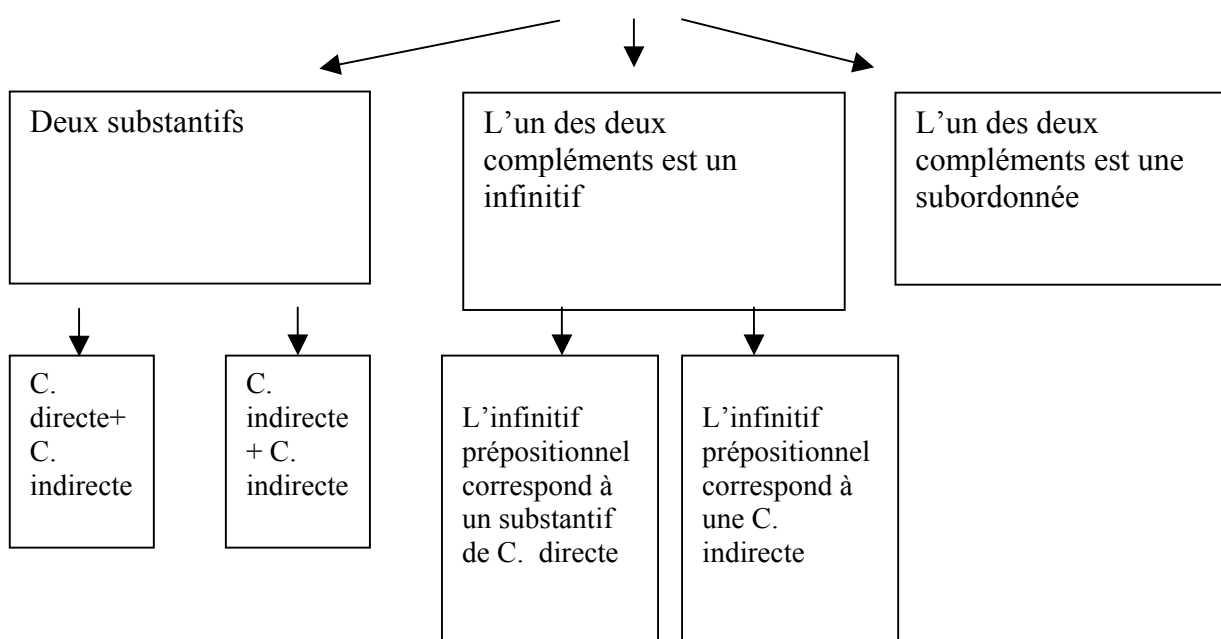 Deux substantifs
L’un des deux
compléments est un
infinitif
L’un des deux
compléments est une
subordonnée
C.
directe+
C.
indirecte
C.
indirecte
+ C.
indirecte
L’infinitif
prépositionnel
correspond à
un substantif
de C. directe
L’infinitif
prépositionnel
correspond à
une C.
indirecte